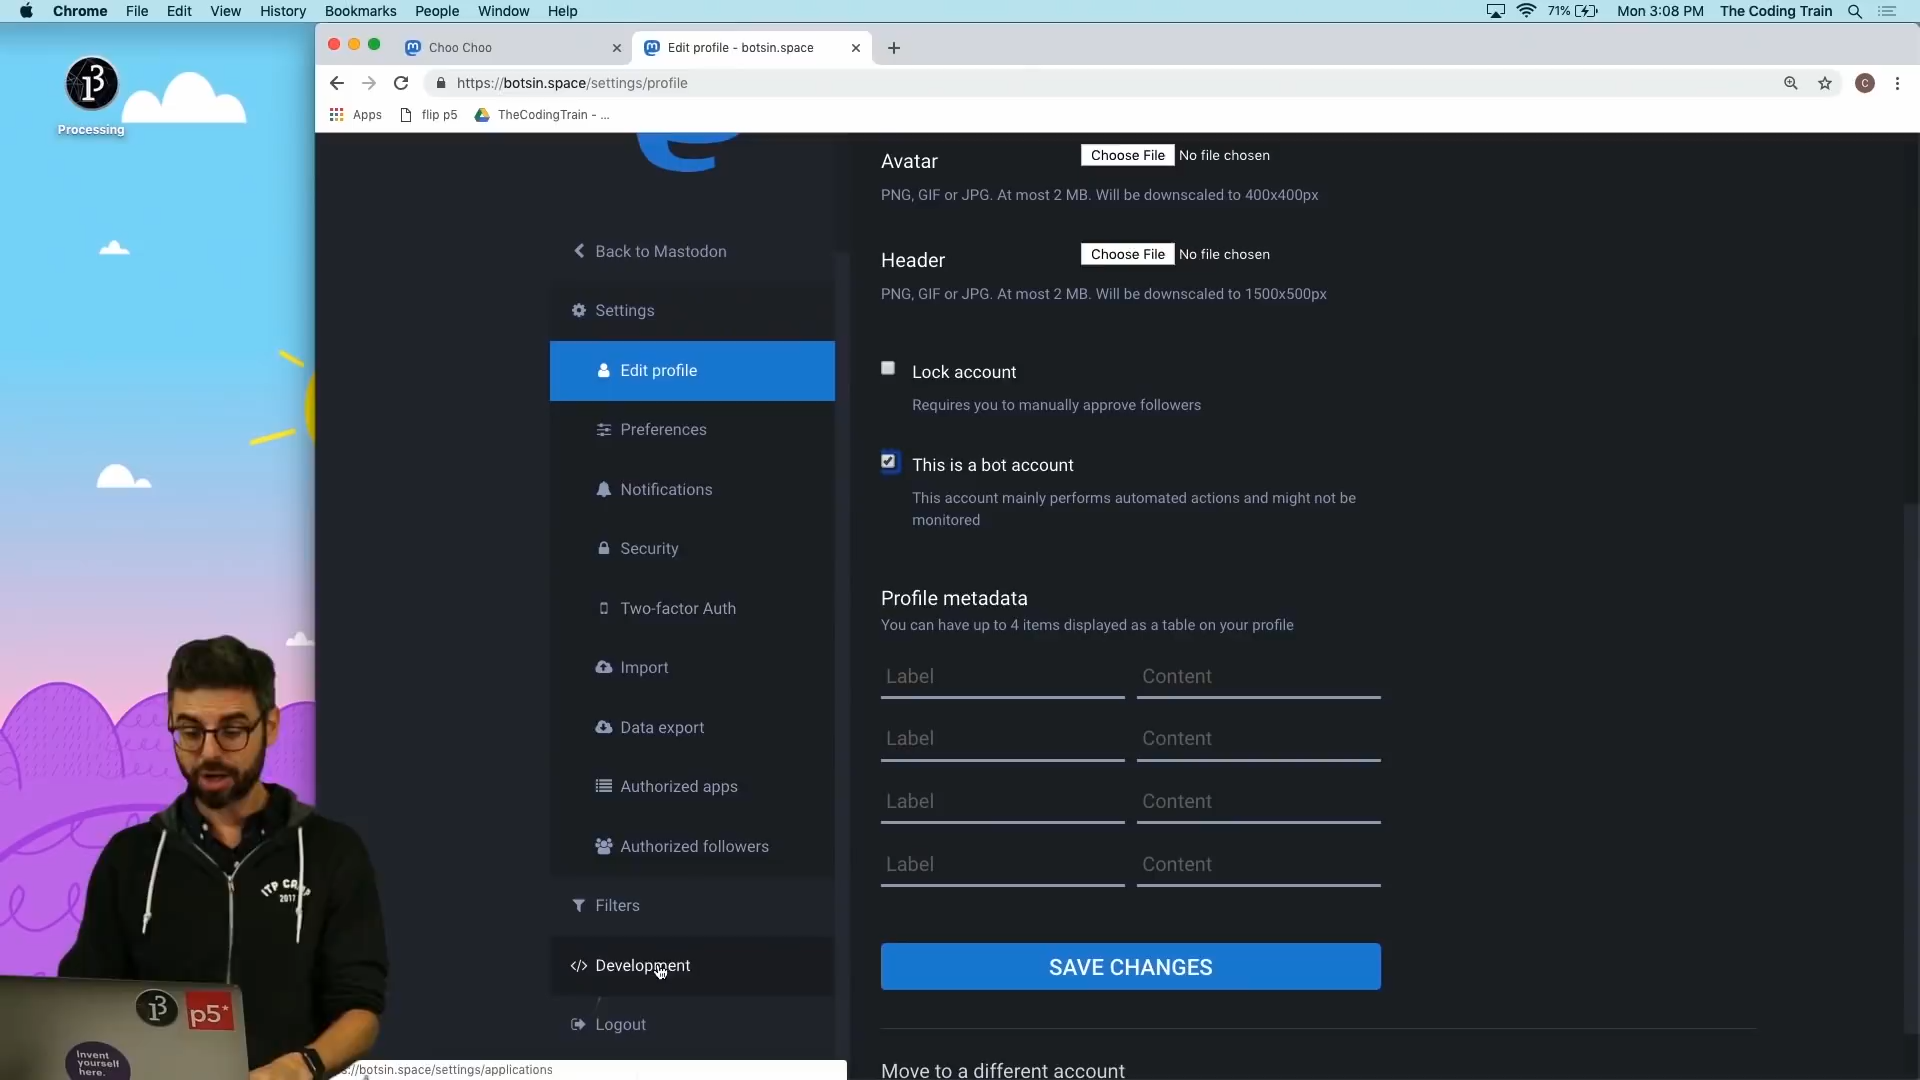 Chrome File Edit View History Bookmarks People Window Help
71% Mon 3:08 PM The Coding Train
Processing
Choo Choo
Edit profile - botsin.space
https://botsin.space/settings/profile
C
Apps flip p5 TheCodingTrain - ...
Back to Mastodon
Settings
Edit profile
Preferences
Notifications
Security
Two-factor Auth
Import
Data export
Authorized apps
Authorized followers
Filters
Development
Logout
Avatar Choose File No file chosen
PNG, GIF or JPG. At most 2 MB. Will be downscaled to 400x400px
Header Choose File No file chosen
PNG, GIF or JPG. At most 2 MB. Will be downscaled to 1500x500px
Lock account
Requires you to manually approve followers
This is a bot account
This account mainly performs automated actions and might not be
monitored
Profile metadata
You can have up to 4 items displayed as a table on your profile
Label Content
Label Content
Label Content
Label Content
SAVE CHANGES
Move to a different account
://botsin.space/settings/applications
ITP CAMP
2017
p5*
Invent
yourself
here.